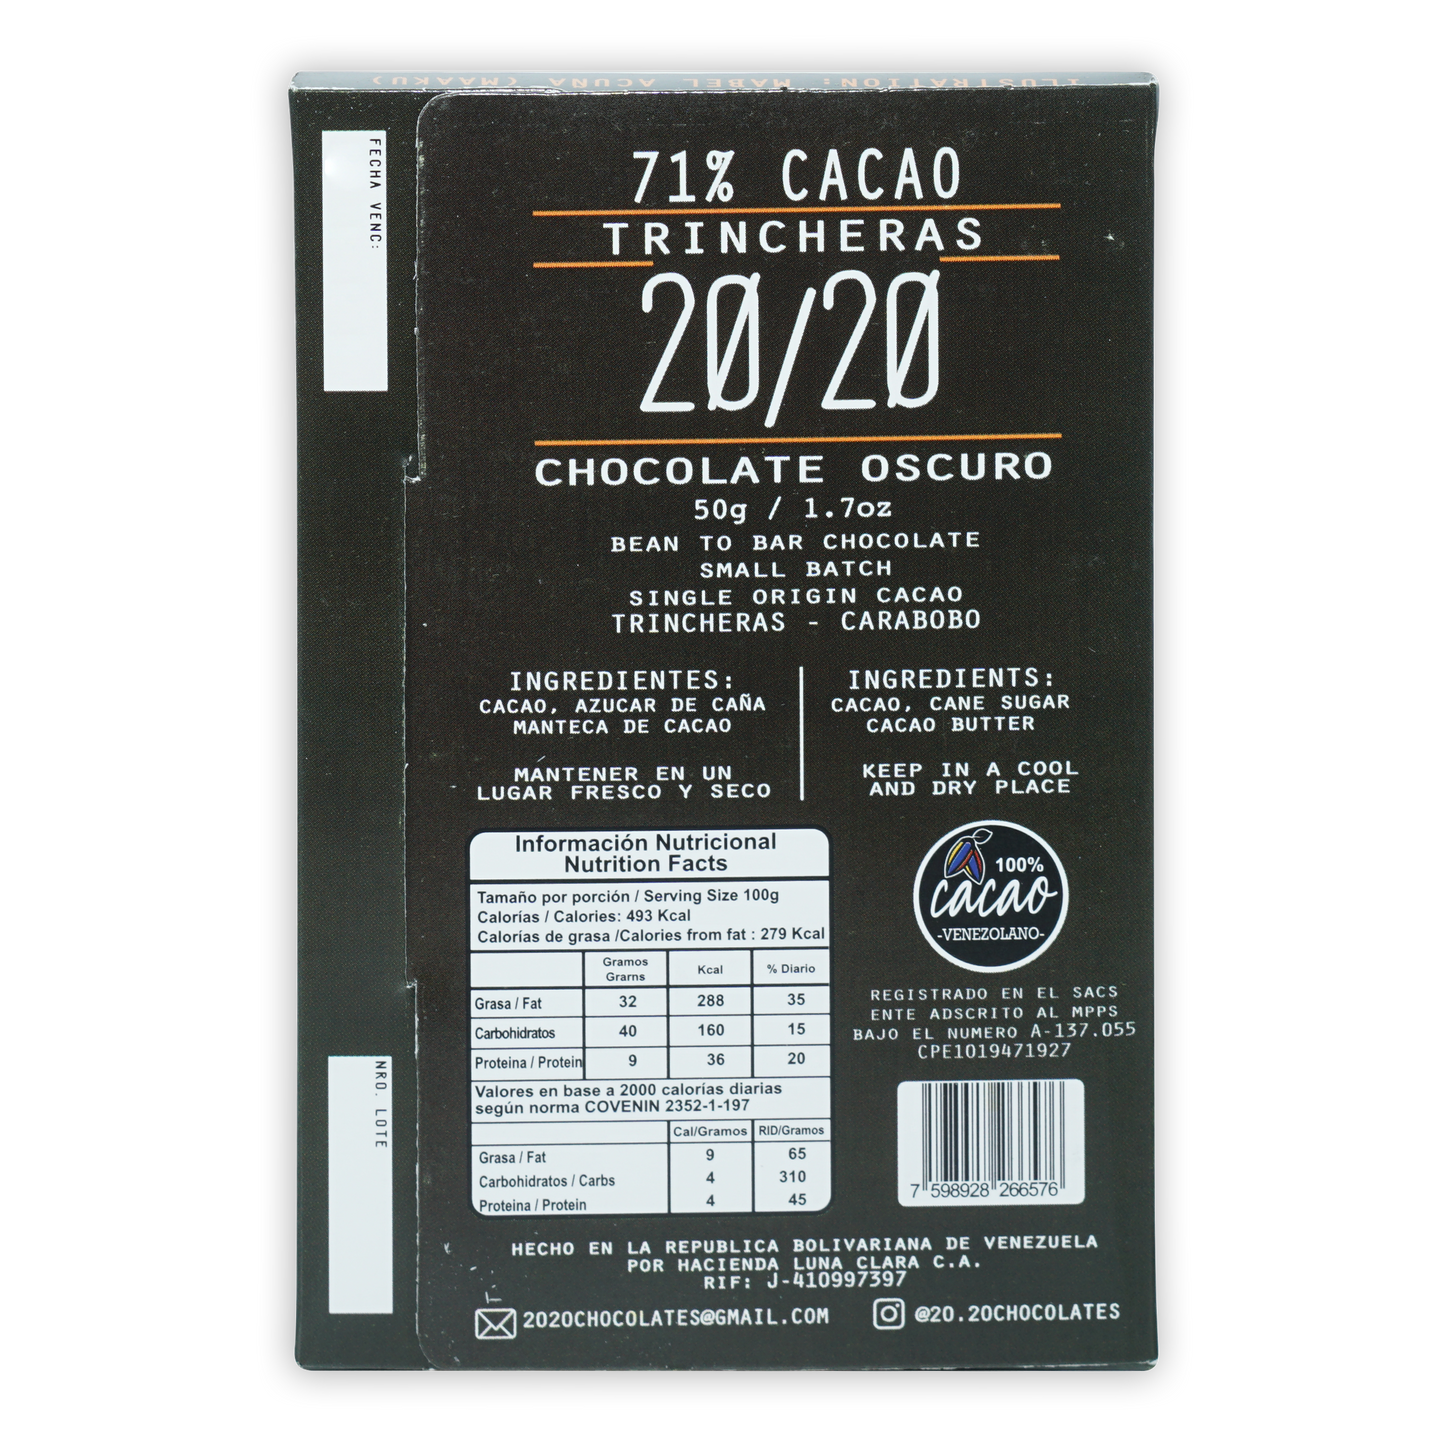 ILUSTRATION: MABEL ACUÑA (MAAKU)
FECHA VENC:
71% CACAO
TRINCHERAS
20/20
CHOCOLATE OSCURO
50g / 1.7oz
BEAN TO BAR CHOCOLATE
SMALL BATCH
SINGLE ORIGIN CACAO
TRINCHERAS - CARABOBO
INGREDIENTES:
CACAO, AZUCAR DE CAÑA
MANTECA DE CACAO
MANTENER EN UN
LUGAR FRESCO Y SECO
INGREDIENTS:
CACAO, CANE SUGAR
CACAO BUTTER
KEEP IN A COOL
AND DRY PLACE
Información Nutricional
Nutrition Facts
Tamaño por porción / Serving Size 100g
Calorías / Calories: 493 Kcal
Calorías de grasa /Calories from fat : 279 Kcal
Gramos
Grarns Kcal % Diario
Grasa / Fat 32 288 35
Carbohidratos 40 160 15
Proteina / Protein 9 36 20
Valores en base a 2000 calorías diarias
según norma COVENIN 2352-1-197
Cal/Gramos RID/Gramos
Grasa / Fat 9 65
Carbohidratos / Carbs 4 310
Proteina / Protein 4 45
100%
cacao
-VENEZOLANO-
REGISTRADO EN EL SACS
ENTE ADSCRITO AL MPPS
BAJO EL NUMERO A-137.055
CPE1019471927
7 598928 266576
NRO. LOTE
HECHO EN LA REPUBLICA BOLIVARIANA DE VENEZUELA
POR HACIENDA LUNA CLARA C.A.
RIF: J-410997397
2020CHOCOLATES@GMAIL.COM
@20.20CHOCOLATES